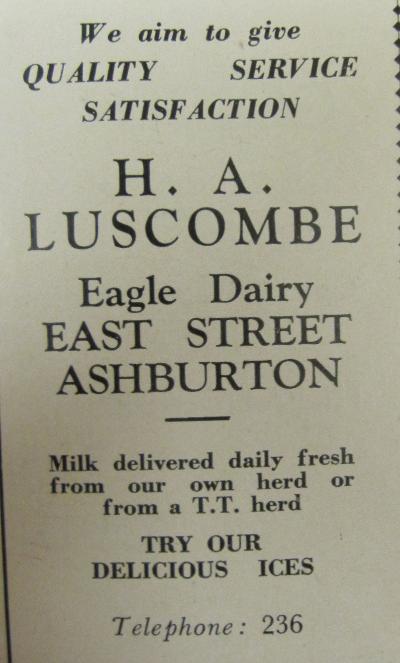 We aim to give
QUALITY SERVICE
SATISFACTION
H. A.
LUSCOMBE
Eagle Dairy
EAST STREET
ASHBURTON
Milk delivered daily fresh
from our own herd or
from a T.T. herd
TRY OUR
DELICIOUS ICES
Telephone: 236